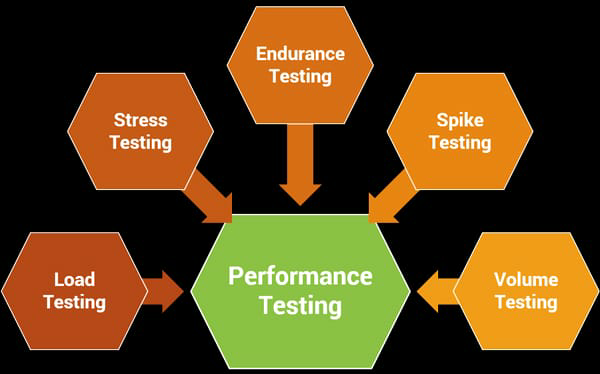 Endurance
Testing
Stress
Testing
Spike
Testing
Load
Testing
Performance
Testing
Volume
Testing